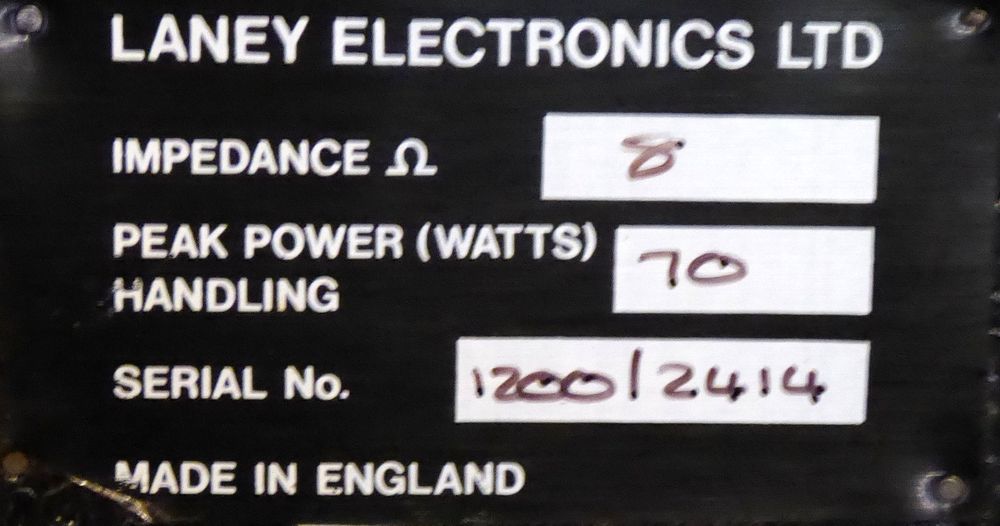 LANEY ELECTRONICS LTD
IMPEDANCE Ω 8
PEAK POWER (WATTS) 70
HANDLING
SERIAL No. 1200/2414
MADE IN ENGLAND